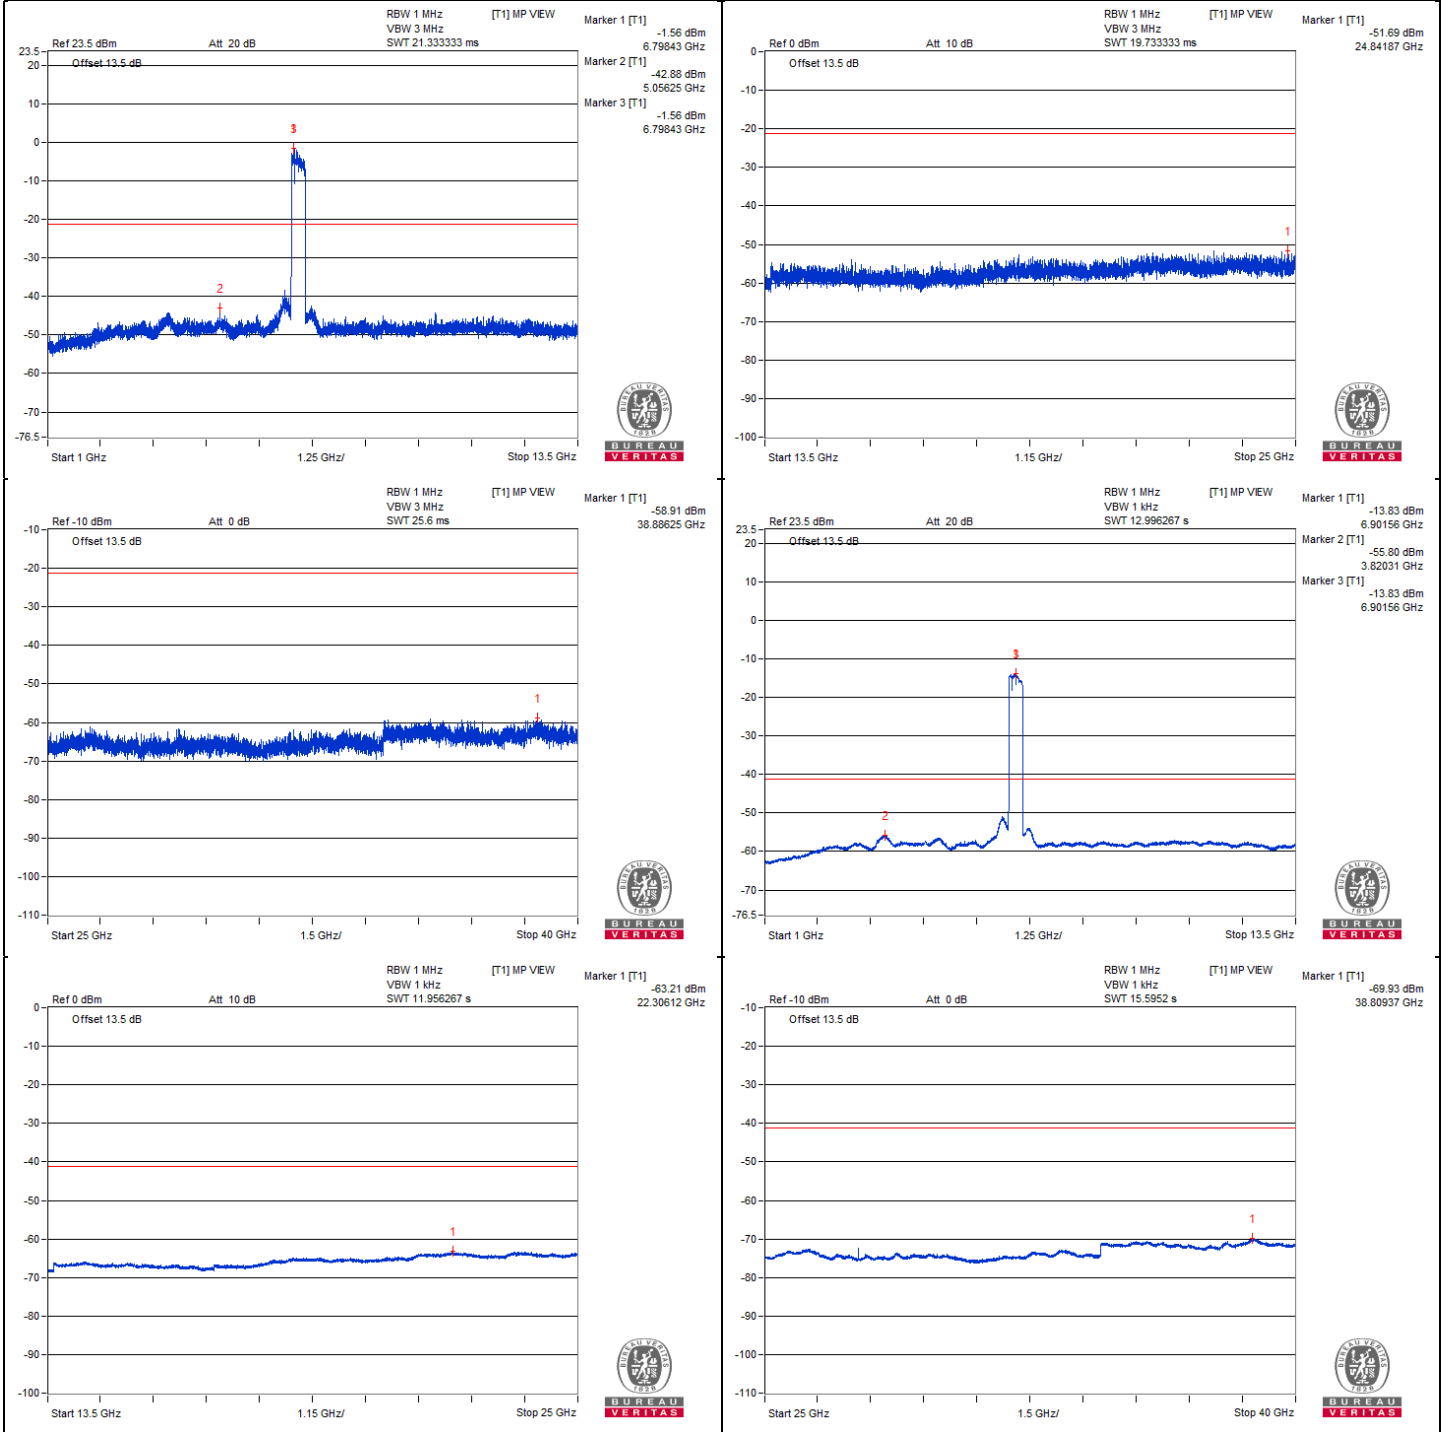 RBW 1 MHz [T1] MP VIEW
VBW 3 MHz
SWT 21.333333 ms
Ref 23.5 dBm Att 20 dB
Offset 13.5 dB
Marker 1 [T1]
-1.56 dBm
6.79843 GHz
Marker 2 [T1]
-42.88 dBm
5.05625 GHz
Marker 3 [T1]
-1.56 dBm
6.79843 GHz
23.5
20
10
0
-10
-20
-30
-40
-50
-60
-70
-76.5
2
Start 1 GHz 1.25 GHz/ Stop 13.5 GHz
BUREAU VERITAS
1828
BUREAU
VERITAS
RBW 1 MHz [T1] MP VIEW
VBW 3 MHz
SWT 19.733333 ms
Ref 0 dBm Att 10 dB
Offset 13.5 dB
Marker 1 [T1]
-51.69 dBm
24.84187 GHz
0
-10
-20
-30
-40
-50
-60
-70
-80
-90
-100
1
Start 13.5 GHz 1.15 GHz/ Stop 25 GHz
BUREAU VERITAS
1828
BUREAU
VERITAS
RBW 1 MHz [T1] MP VIEW
VBW 3 MHz
SWT 25.6 ms
Ref -10 dBm Att 0 dB
Offset 13.5 dB
Marker 1 [T1]
-58.91 dBm
38.88625 GHz
-10
-20
-30
-40
-50
-60
-70
-80
-90
-100
-110
1
Start 25 GHz 1.5 GHz/ Stop 40 GHz
BUREAU VERITAS
1828
BUREAU
VERITAS
RBW 1 MHz [T1] MP VIEW
VBW 1 kHz
SWT 12.996267 s
Ref 23.5 dBm Att 20 dB
Offset 13.5 dB
Marker 1 [T1]
-13.83 dBm
6.90156 GHz
Marker 2 [T1]
-55.80 dBm
3.82031 GHz
Marker 3 [T1]
-13.83 dBm
6.90156 GHz
23.5
20
10
0
-10
-20
-30
-40
-50
-60
-70
-76.5
2
Start 1 GHz 1.25 GHz/ Stop 13.5 GHz
BUREAU VERITAS
1828
BUREAU
VERITAS
RBW 1 MHz [T1] MP VIEW
VBW 1 kHz
SWT 11.956267 s
Ref 0 dBm Att 10 dB
Offset 13.5 dB
Marker 1 [T1]
-63.21 dBm
22.30612 GHz
0
-10
-20
-30
-40
-50
-60
-70
-80
-90
-100
1
Start 13.5 GHz 1.15 GHz/ Stop 25 GHz
BUREAU VERITAS
1828
BUREAU
VERITAS
RBW 1 MHz [T1] MP VIEW
VBW 1 kHz
SWT 15.5952 s
Ref -10 dBm Att 0 dB
Offset 13.5 dB
Marker 1 [T1]
-69.93 dBm
38.80937 GHz
-10
-20
-30
-40
-50
-60
-70
-80
-90
-100
-110
1
Start 25 GHz 1.5 GHz/ Stop 40 GHz
BUREAU VERITAS
1828
BUREAU
VERITAS